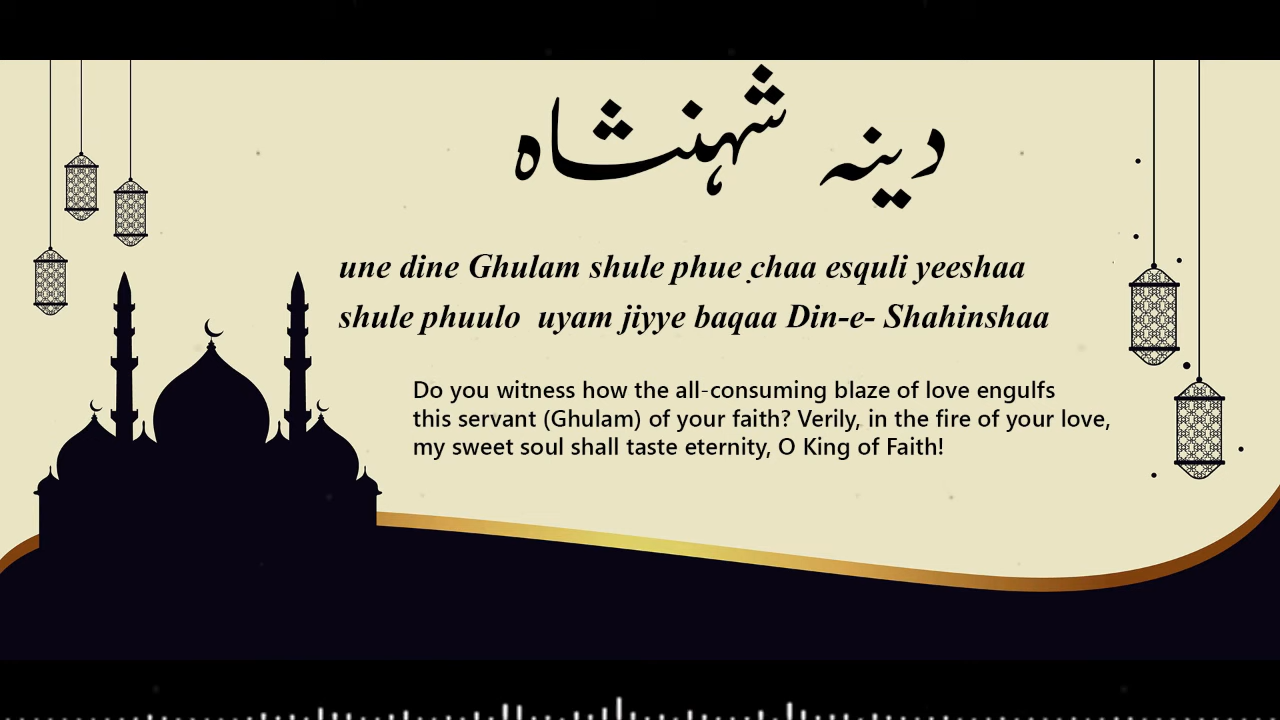 دینہ شہنشاہ
une dine Ghulam shule phue chaa esquli yeeshaa
shule phuulo uyam jiyye baqaa Din-e- Shahinshaa
Do you witness how the all-consuming blaze of love engulfs
this servant (Ghulam) of your faith? Verily, in the fire of your love,
my sweet soul shall taste eternity, O King of Faith!